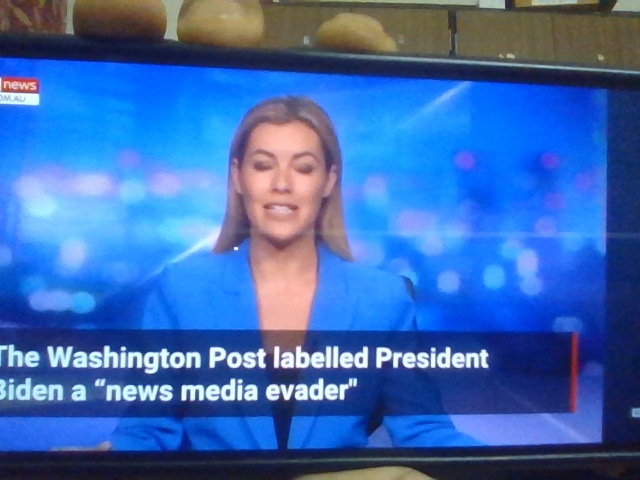 news
OM.AU
The Washington Post labelled President
Biden a “news media evader"